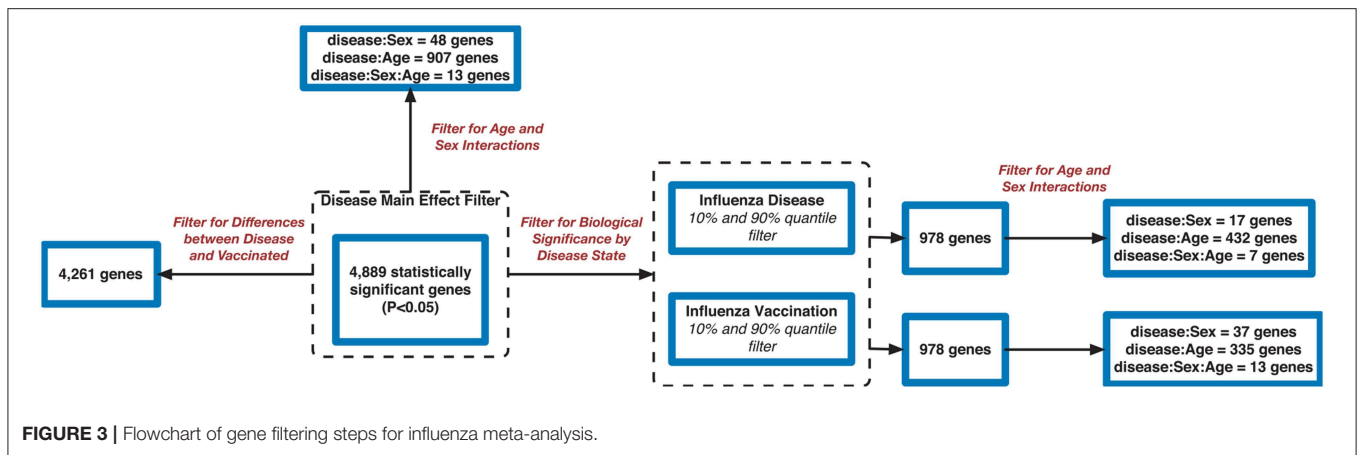 disease:Sex = 48 genes
disease:Age = 907 genes
disease:Sex:Age = 13 genes
Filter for Age and
Sex Interactions
Filter for Differences
between Disease
and Vaccinated
4,261 genes
Disease Main Effect Filter
4,889 statistically
significant genes
(P<0.05)
Filter for Biological
Significance by
Disease State
Influenza Disease
10% and 90% quantile
filter
Influenza Vaccination
10% and 90% quantile
filter
978 genes
978 genes
Filter for Age and
Sex Interactions
disease:Sex = 17 genes
disease:Age = 432 genes
disease:Sex:Age = 7 genes
disease:Sex = 37 genes
disease:Age = 335 genes
disease:Sex:Age = 13 genes
FIGURE 3 | Flowchart of gene filtering steps for influenza meta-analysis.